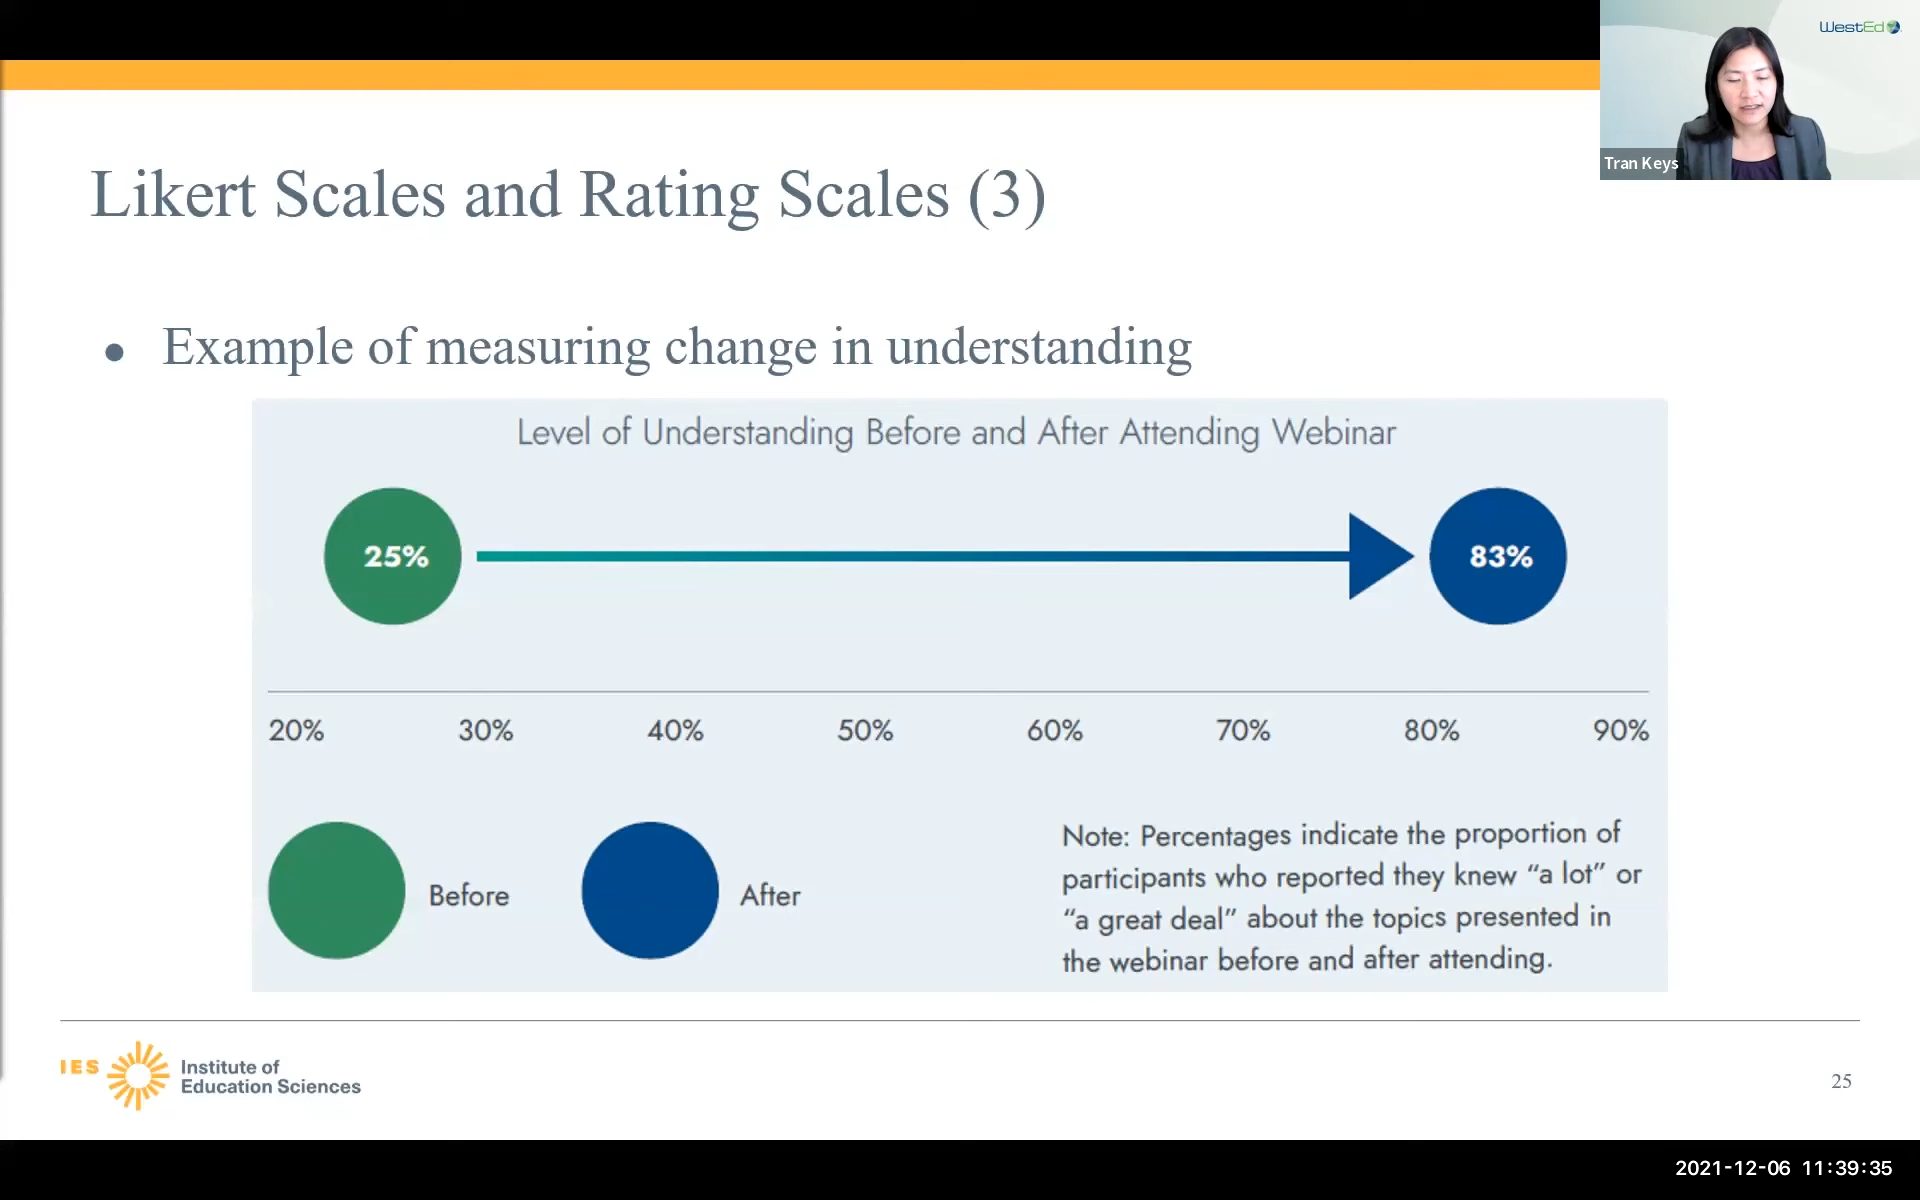 WestEd
Tran Keys
Likert Scales and Rating Scales (3)
● Example of measuring change in understanding
Level of Understanding Before and After Attending Webinar
25%
83%
20% 30% 40% 50% 60% 70% 80% 90%
Before
After
Note: Percentages indicate the proportion of
participants who reported they knew “a lot” or
“a great deal” about the topics presented in
the webinar before and after attending.
IES
Institute of
Education Sciences
25
2021-12-06 11:39:35